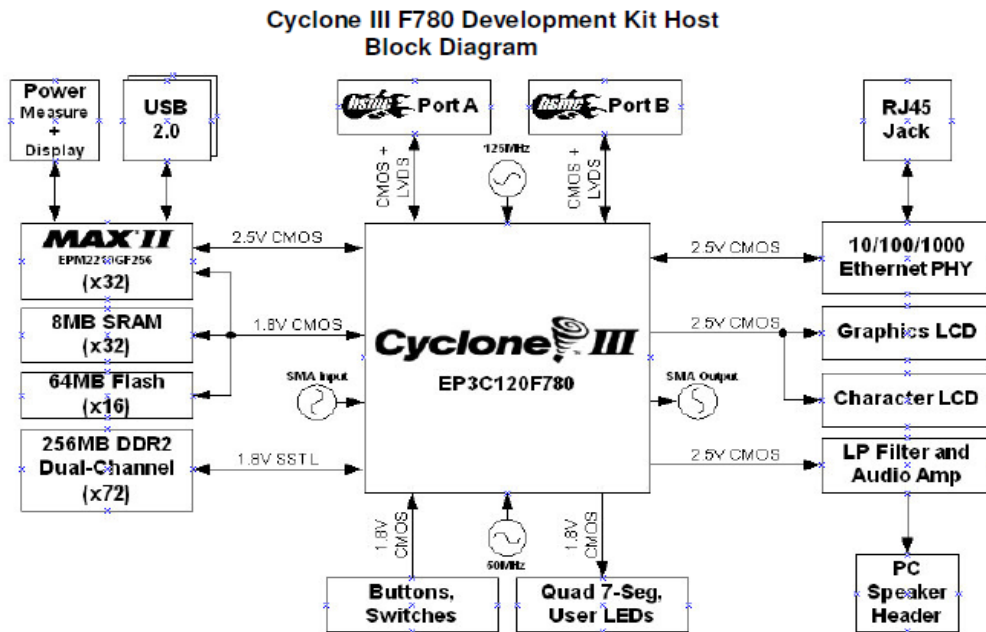 Cyclone III F780 Development Kit Host
Block Diagram
Power
Measure
+
Display
USB
2.0
HSMC Port A
HSMC Port B
RJ45
Jack
CMOS +
LVDS
125MHz
CMOS +
LVDS
MAX II
EPM2210GF256
(x32)
2.5V CMOS
2.5V CMOS
10/100/1000
Ethernet PHY
8MB SRAM
(x32)
1.8V CMOS
Cyclone III
EP3C120F780
2.5V CMOS
Graphics LCD
64MB Flash
(x16)
SMA Input
SMA Output
Character LCD
256MB DDR2
Dual-Channel
(x72)
1.8V SSTL
2.5V CMOS
LP Filter and
Audio Amp
1.8V
CMOS
50MHz
1.8V
CMOS
Buttons,
Switches
Quad 7-Seg,
User LEDs
PC
Speaker
Header